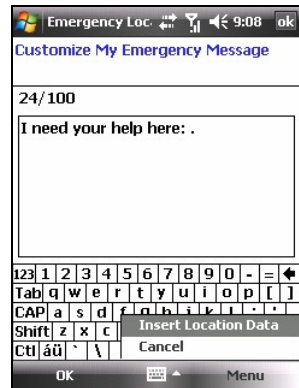 Emergency Loc 9:08 ok
Customize My Emergency Message
24/100
I need your help here: .
123 1 2 3 4 5 6 7 8 9 0 - =
Tab q w e r t y u i o p [ ]
CAP a s d f g h j k l ; '
Shift z x c
Insert Location Data
Ctl áü ` \
Cancel
OK Menu